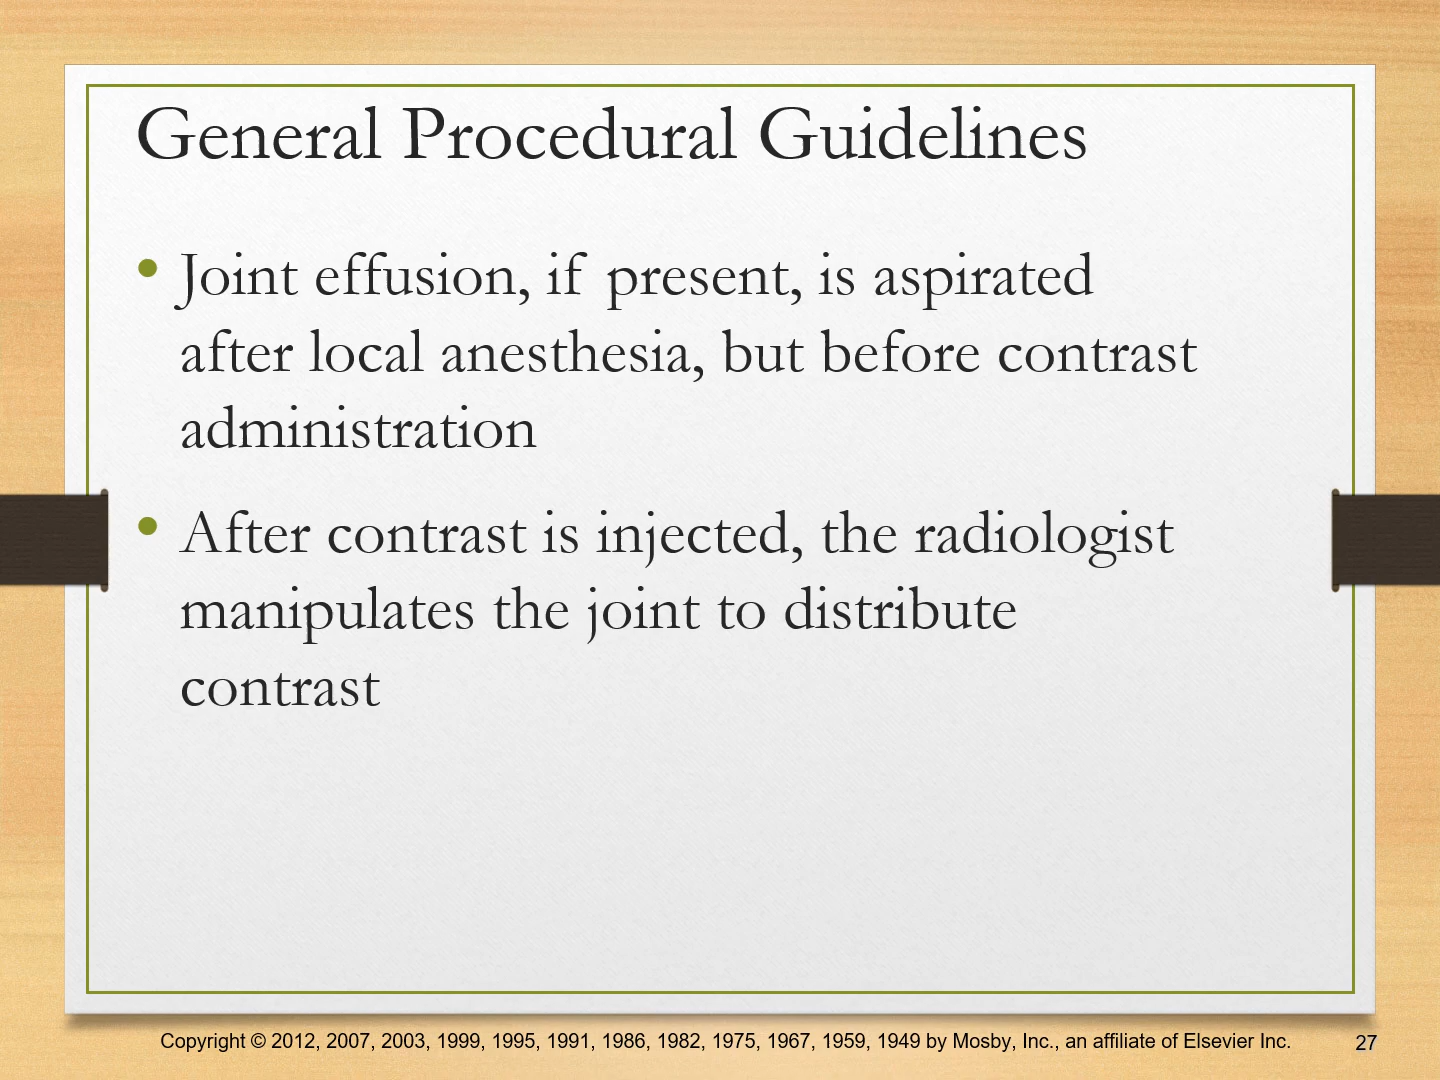 General Procedural Guidelines
• Joint effusion, if present, is aspirated
after local anesthesia, but before contrast
administration
• After contrast is injected, the radiologist
manipulates the joint to distribute
contrast
Copyright © 2012, 2007, 2003, 1999, 1995, 1991, 1986, 1982, 1975, 1967, 1959, 1949 by Mosby, Inc., an affiliate of Elsevier Inc.
27